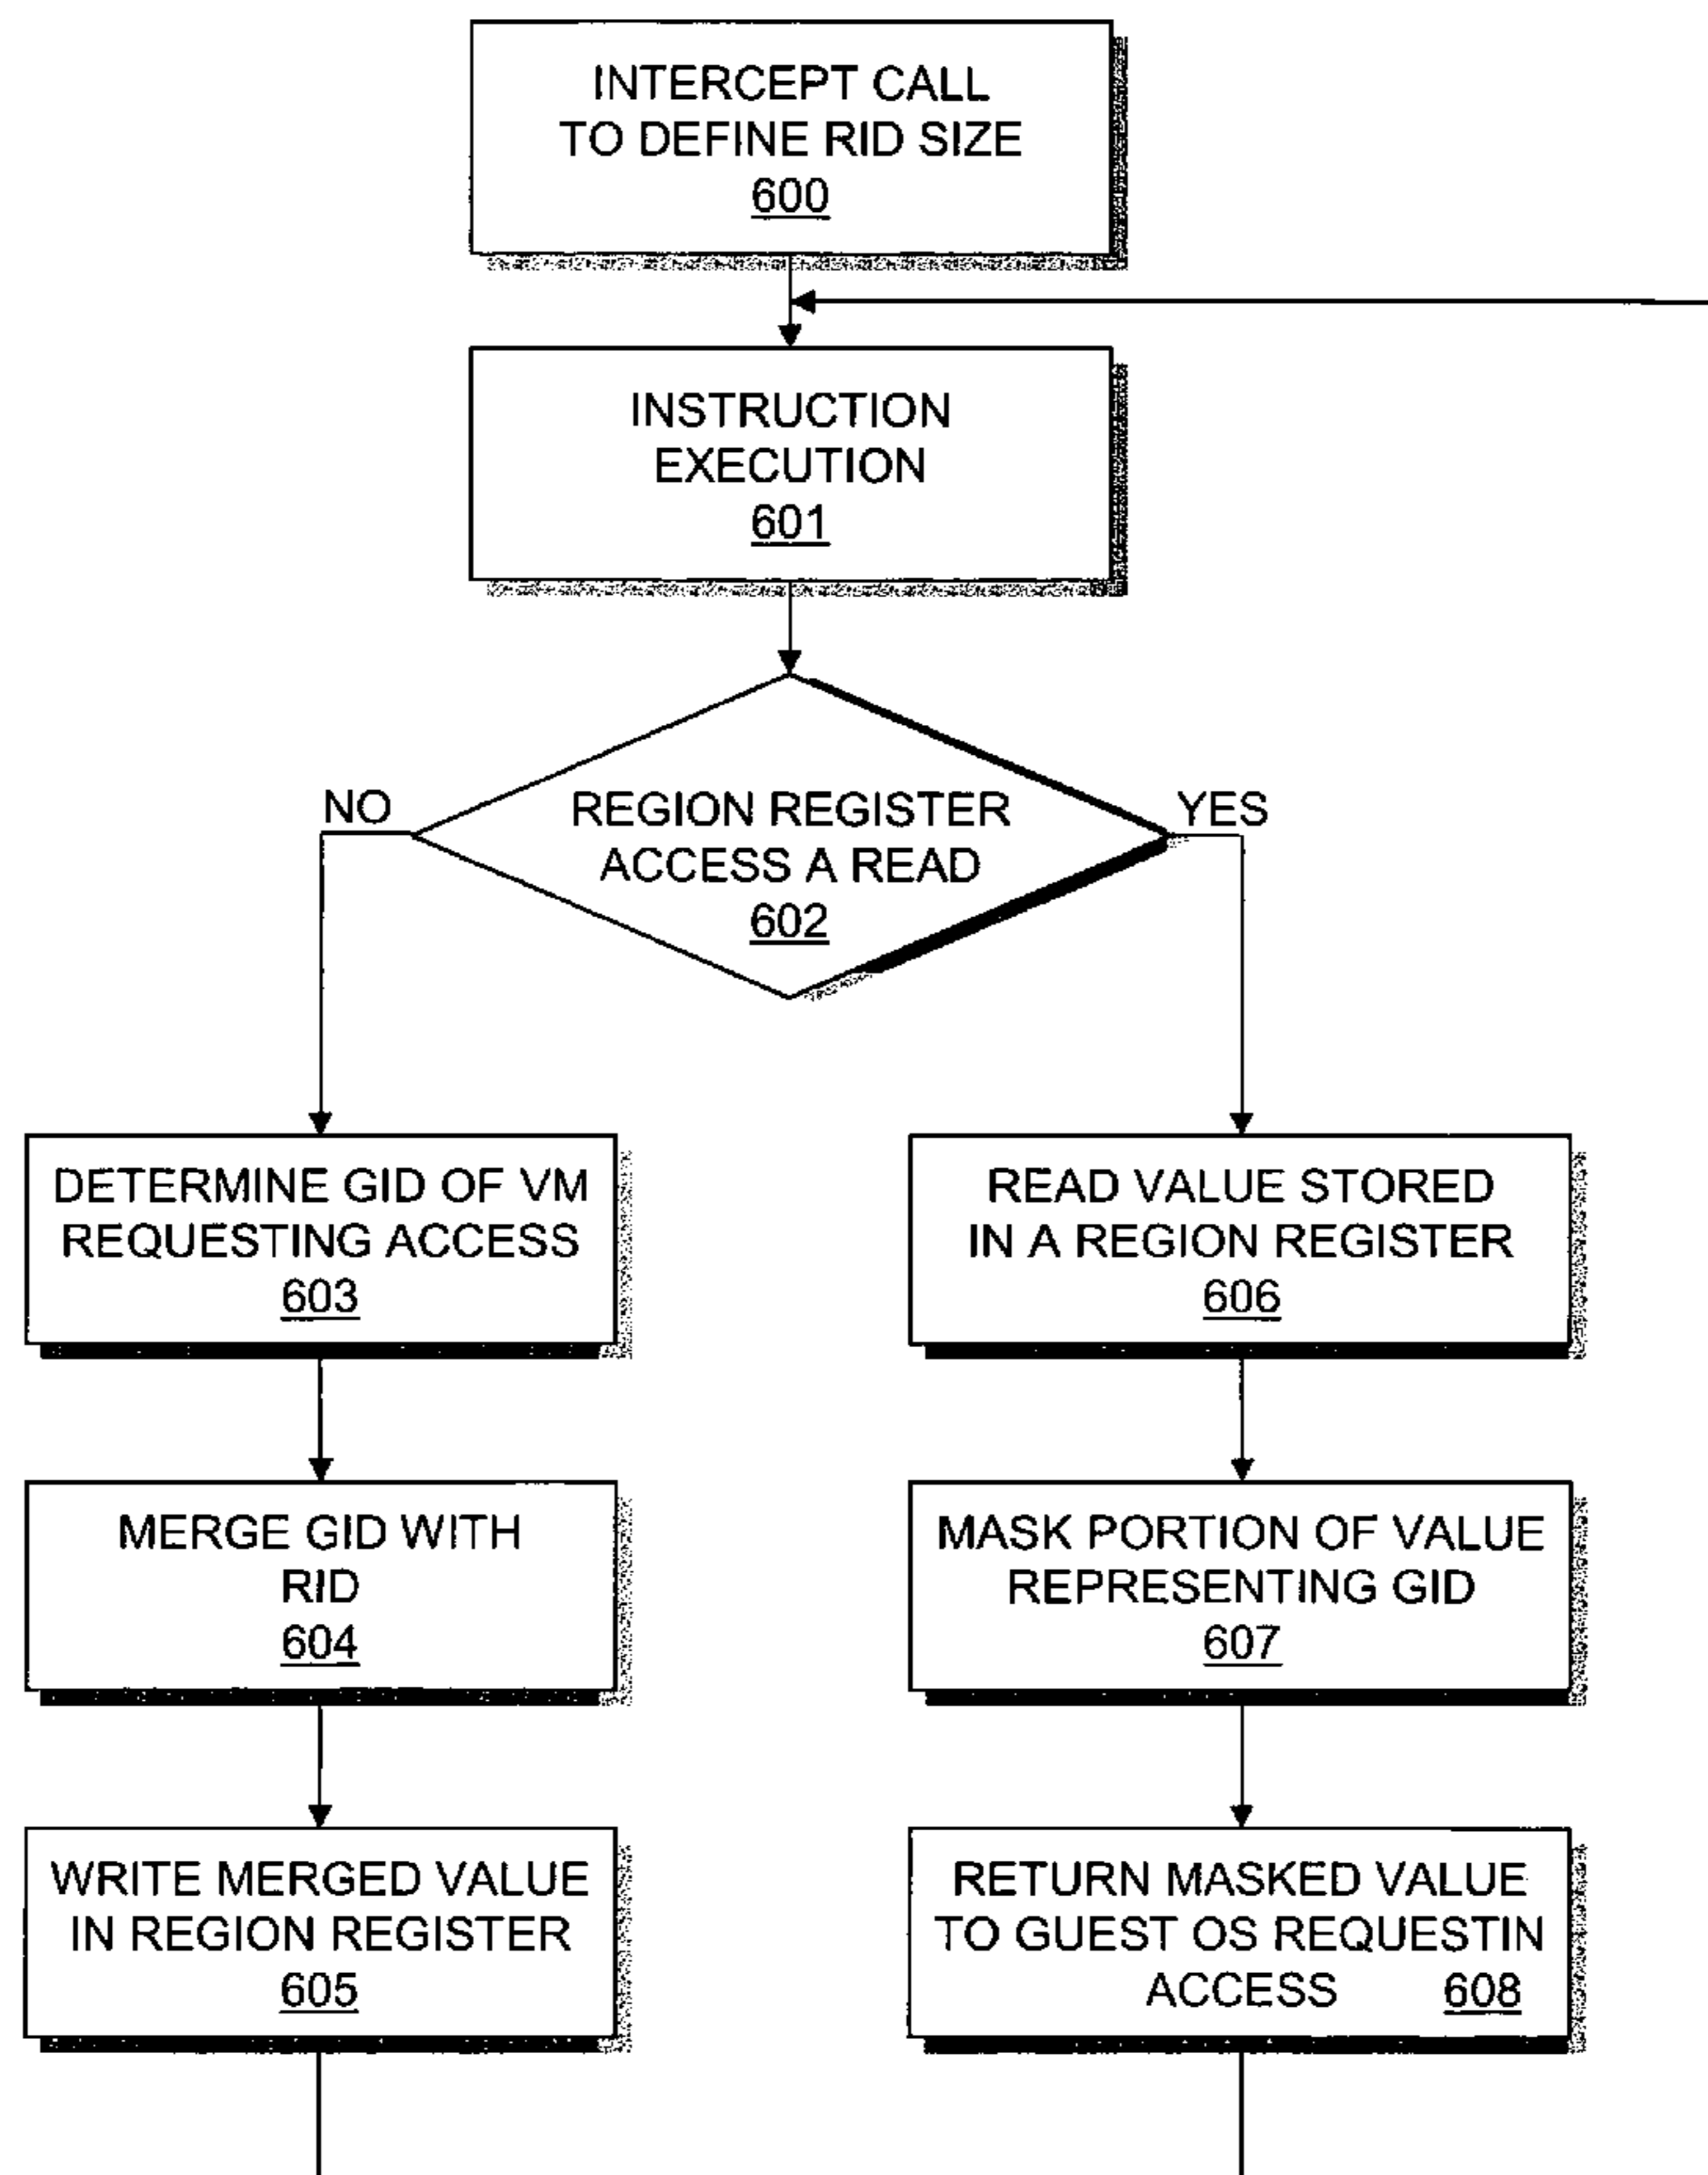 INTERCEPT CALL
TO DEFINE RID SIZE
600
INSTRUCTION
EXECUTION
601
REGION REGISTER
ACCESS A READ
602
NO
YES
DETERMINE GID OF VM
REQUESTING ACCESS
603
MERGE GID WITH
RID
604
WRITE MERGED VALUE
IN REGION REGISTER
605
READ VALUE STORED
IN A REGION REGISTER
606
MASK PORTION OF VALUE
REPRESENTING GID
607
RETURN MASKED VALUE
TO GUEST OS REQUESTIN
ACCESS 608